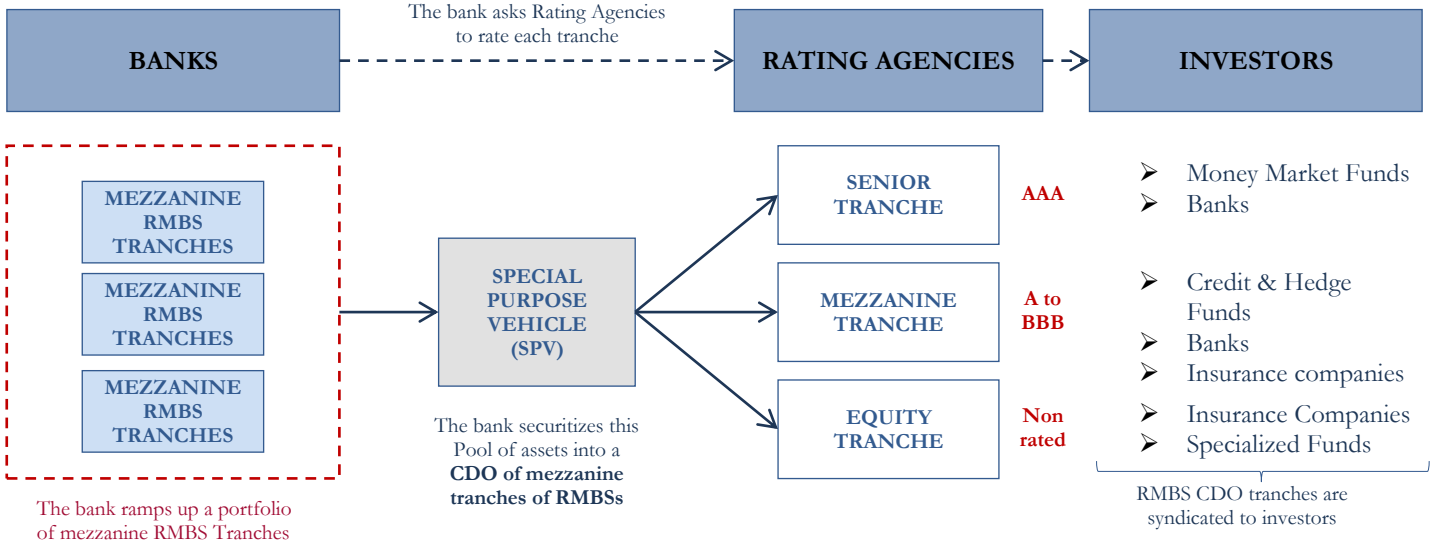 The bank asks Rating Agencies
to rate each tranche
BANKS
RATING AGENCIES
INVESTORS
MEZZANINE
RMBS
TRANCHES
MEZZANINE
RMBS
TRANCHES
MEZZANINE
RMBS
TRANCHES
The bank ramps up a portfolio
of mezzanine RMBS Tranches
SPECIAL
PURPOSE
VEHICLE
(SPV)
The bank securitizes this
Pool of assets into a
CDO of mezzanine
tranches of RMBSs
SENIOR
TRANCHE
AAA
MEZZANINE
TRANCHE
A to
BBB
EQUITY
TRANCHE
Non
rated
➢ Money Market Funds
➢ Banks
➢ Credit & Hedge
Funds
➢ Banks
➢ Insurance companies
➢ Insurance Companies
➢ Specialized Funds
RMBS CDO tranches are
syndicated to investors